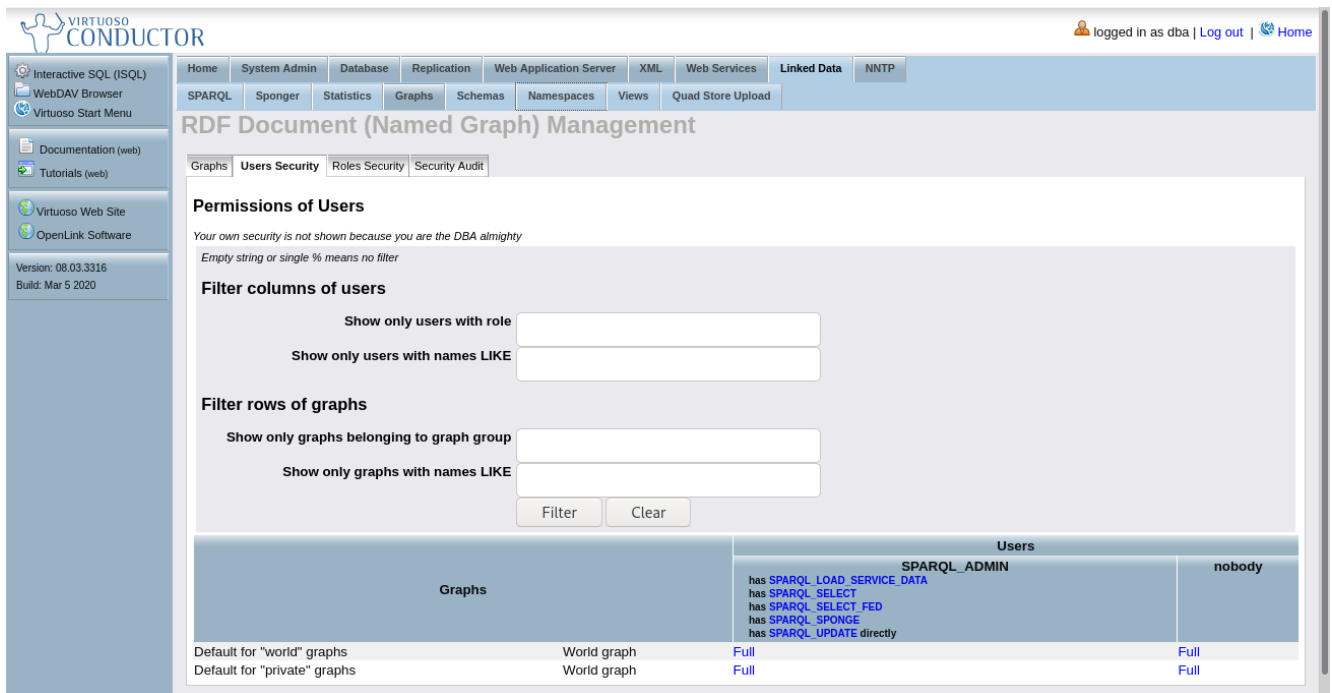 VIRTUOSO
CONDUCTOR
logged in as dba | Log out | Home
Interactive SQL (ISQL)
WebDAV Browser
Virtuoso Start Menu
Documentation (web)
Tutorials (web)
Virtuoso Web Site
OpenLink Software
Version: 08.03.3316
Build: Mar 5 2020
Home System Admin Database Replication Web Application Server XML Web Services Linked Data NNTP
SPARQL Sponger Statistics Graphs Schemas Namespaces Views Quad Store Upload
RDF Document (Named Graph) Management
Graphs Users Security Roles Security Security Audit
Permissions of Users
Your own security is not shown because you are the DBA almighty
Empty string or single % means no filter
Filter columns of users
Show only users with role
Show only users with names LIKE
Filter rows of graphs
Show only graphs belonging to graph group
Show only graphs with names LIKE
Filter Clear
Graphs
Users
SPARQL_ADMIN
has SPARQL_LOAD_SERVICE_DATA
has SPARQL_SELECT
has SPARQL_SELECT_FED
has SPARQL_SPONGE
has SPARQL_UPDATE directly
nobody
Default for "world" graphs World graph Full Full
Default for "private" graphs World graph Full Full